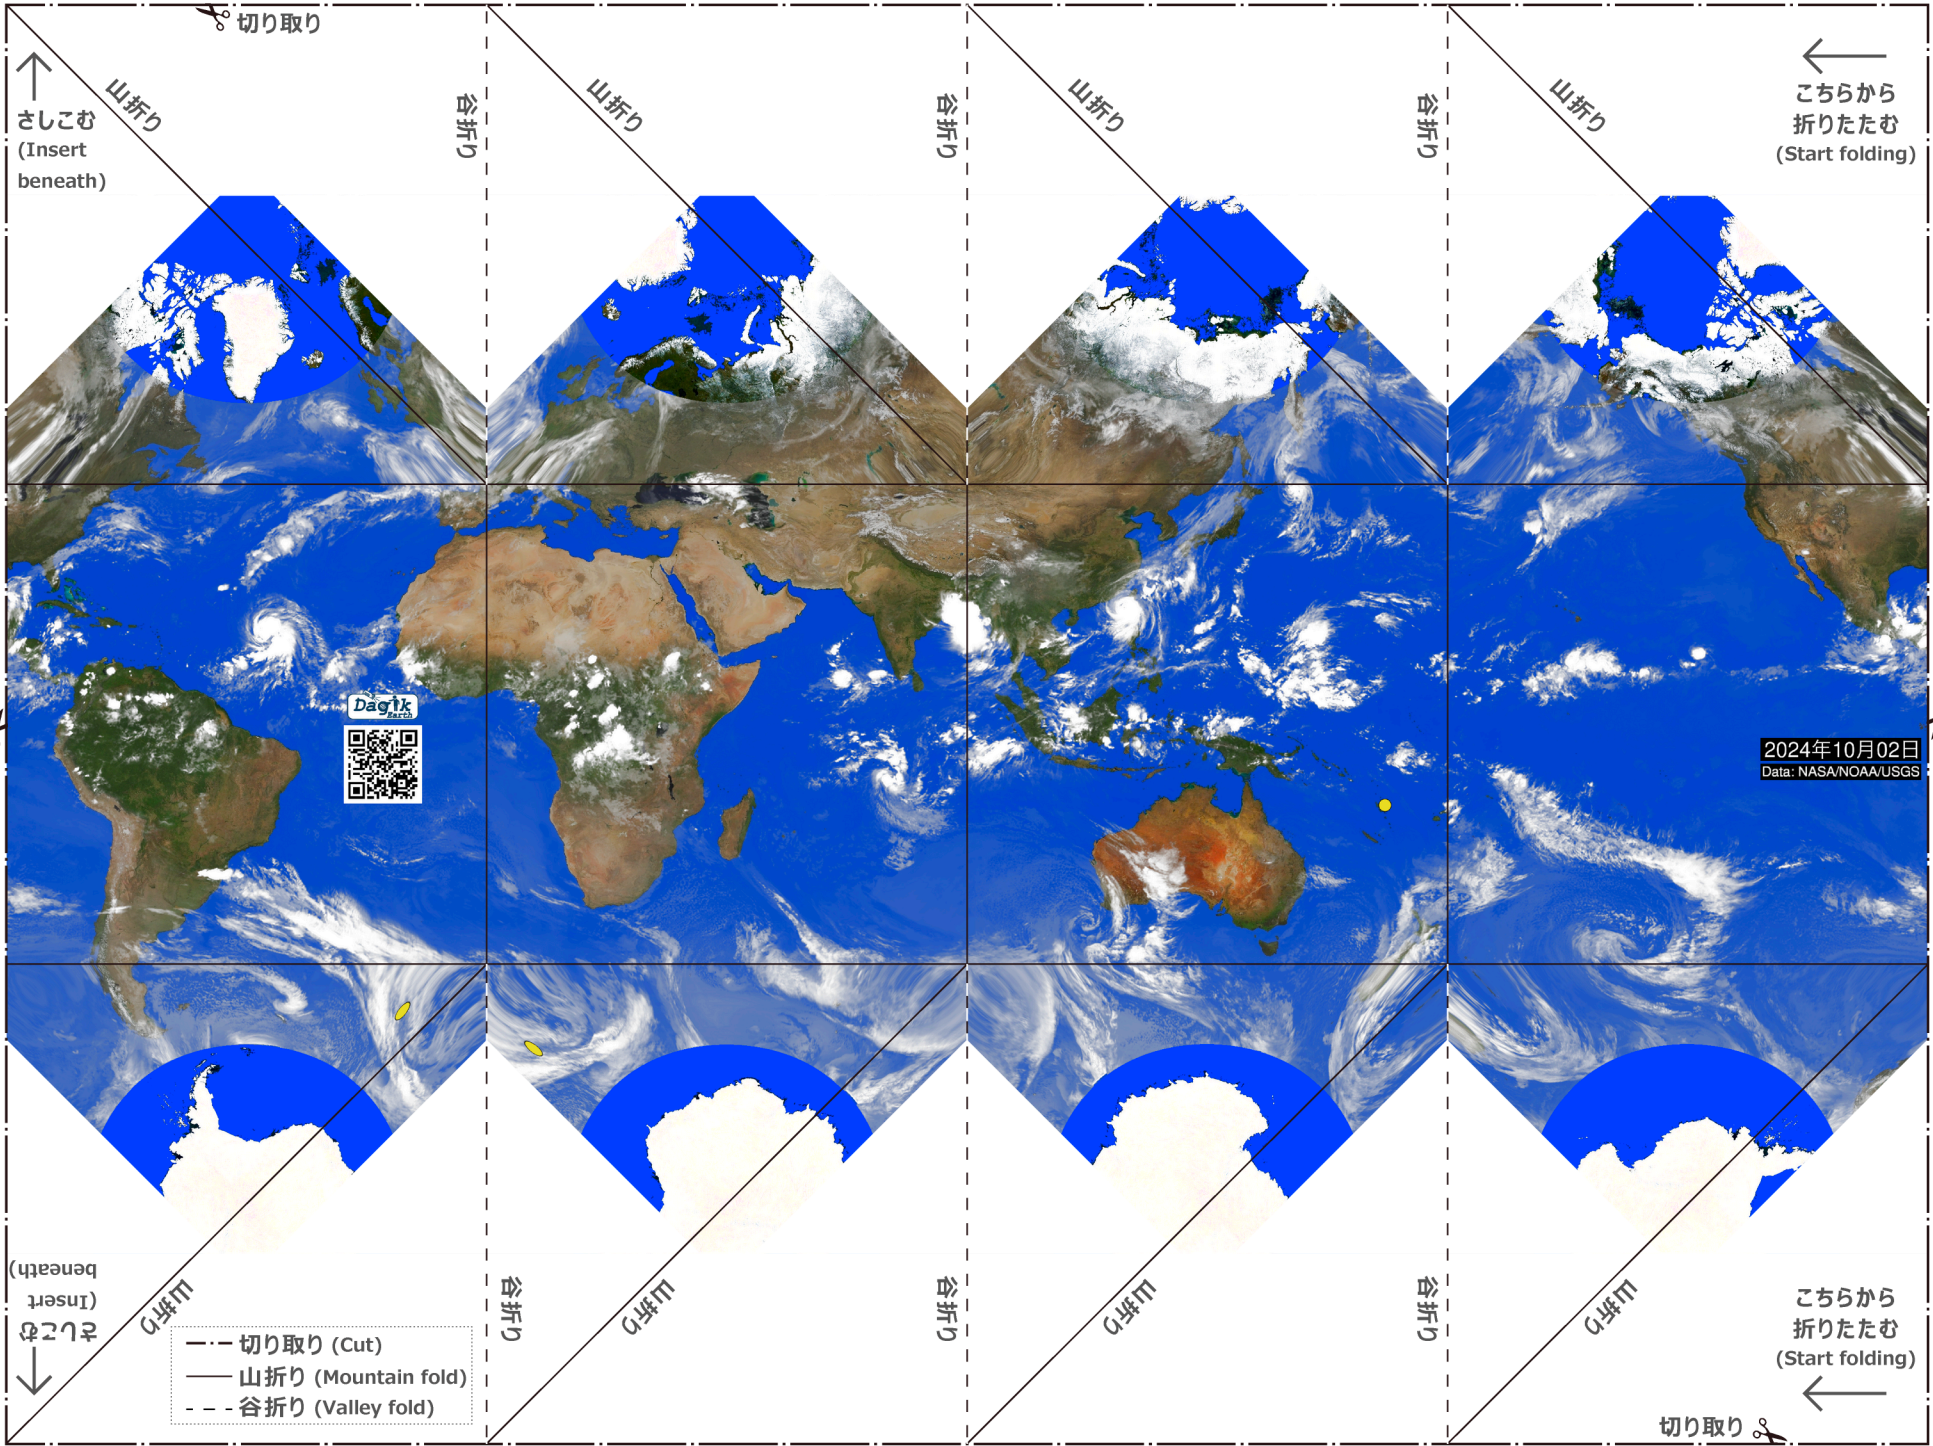 切り取り
山折り
谷折り
山折り
谷折り
山折り
谷折り
山折り
さしこむ
(Insert
beneath)
こちらから
折りたたむ
(Start folding)
Dagik
Earth
2024年10月02日
Data: NASA/NOAA/USGS
さしこむ
(Insert
beneath)
山折り
谷折り
山折り
谷折り
山折り
谷折り
山折り
切り取り (Cut)
山折り (Mountain fold)
谷折り (Valley fold)
こちらから
折りたたむ
(Start folding)
切り取り